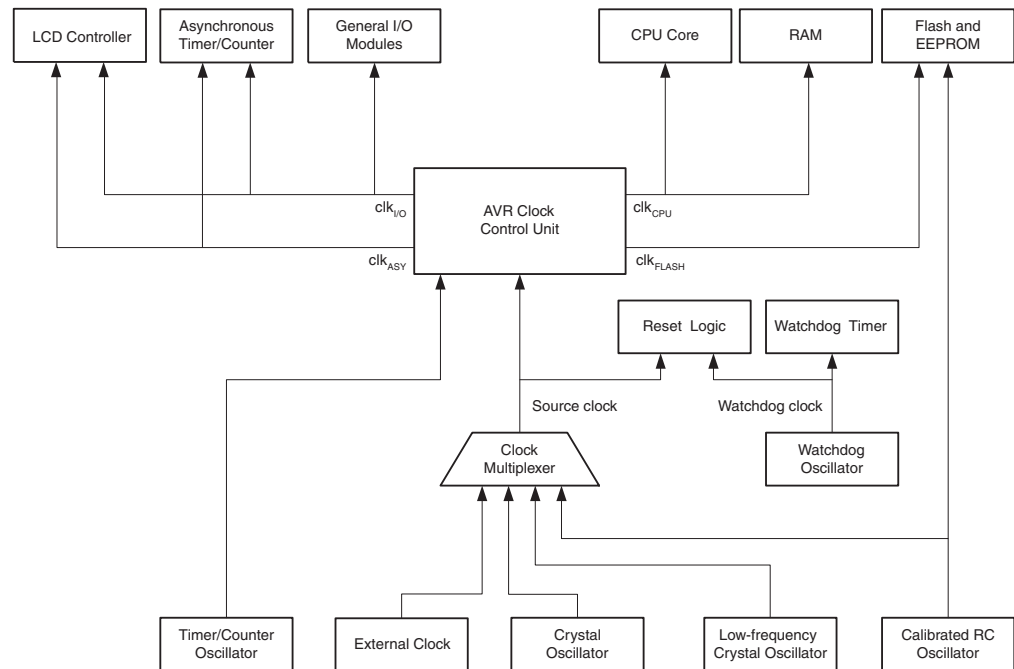 LCD Controller
Asynchronous
Timer/Counter
General I/O
Modules
CPU Core
RAM
Flash and
EEPROM
clkI/O
AVR Clock
Control Unit
clkCPU
clkASY
clkFLASH
Reset Logic
Watchdog Timer
Source clock
Watchdog clock
Clock
Multiplexer
Watchdog
Oscillator
Timer/Counter
Oscillator
External Clock
Crystal
Oscillator
Low-frequency
Crystal Oscillator
Calibrated RC
Oscillator